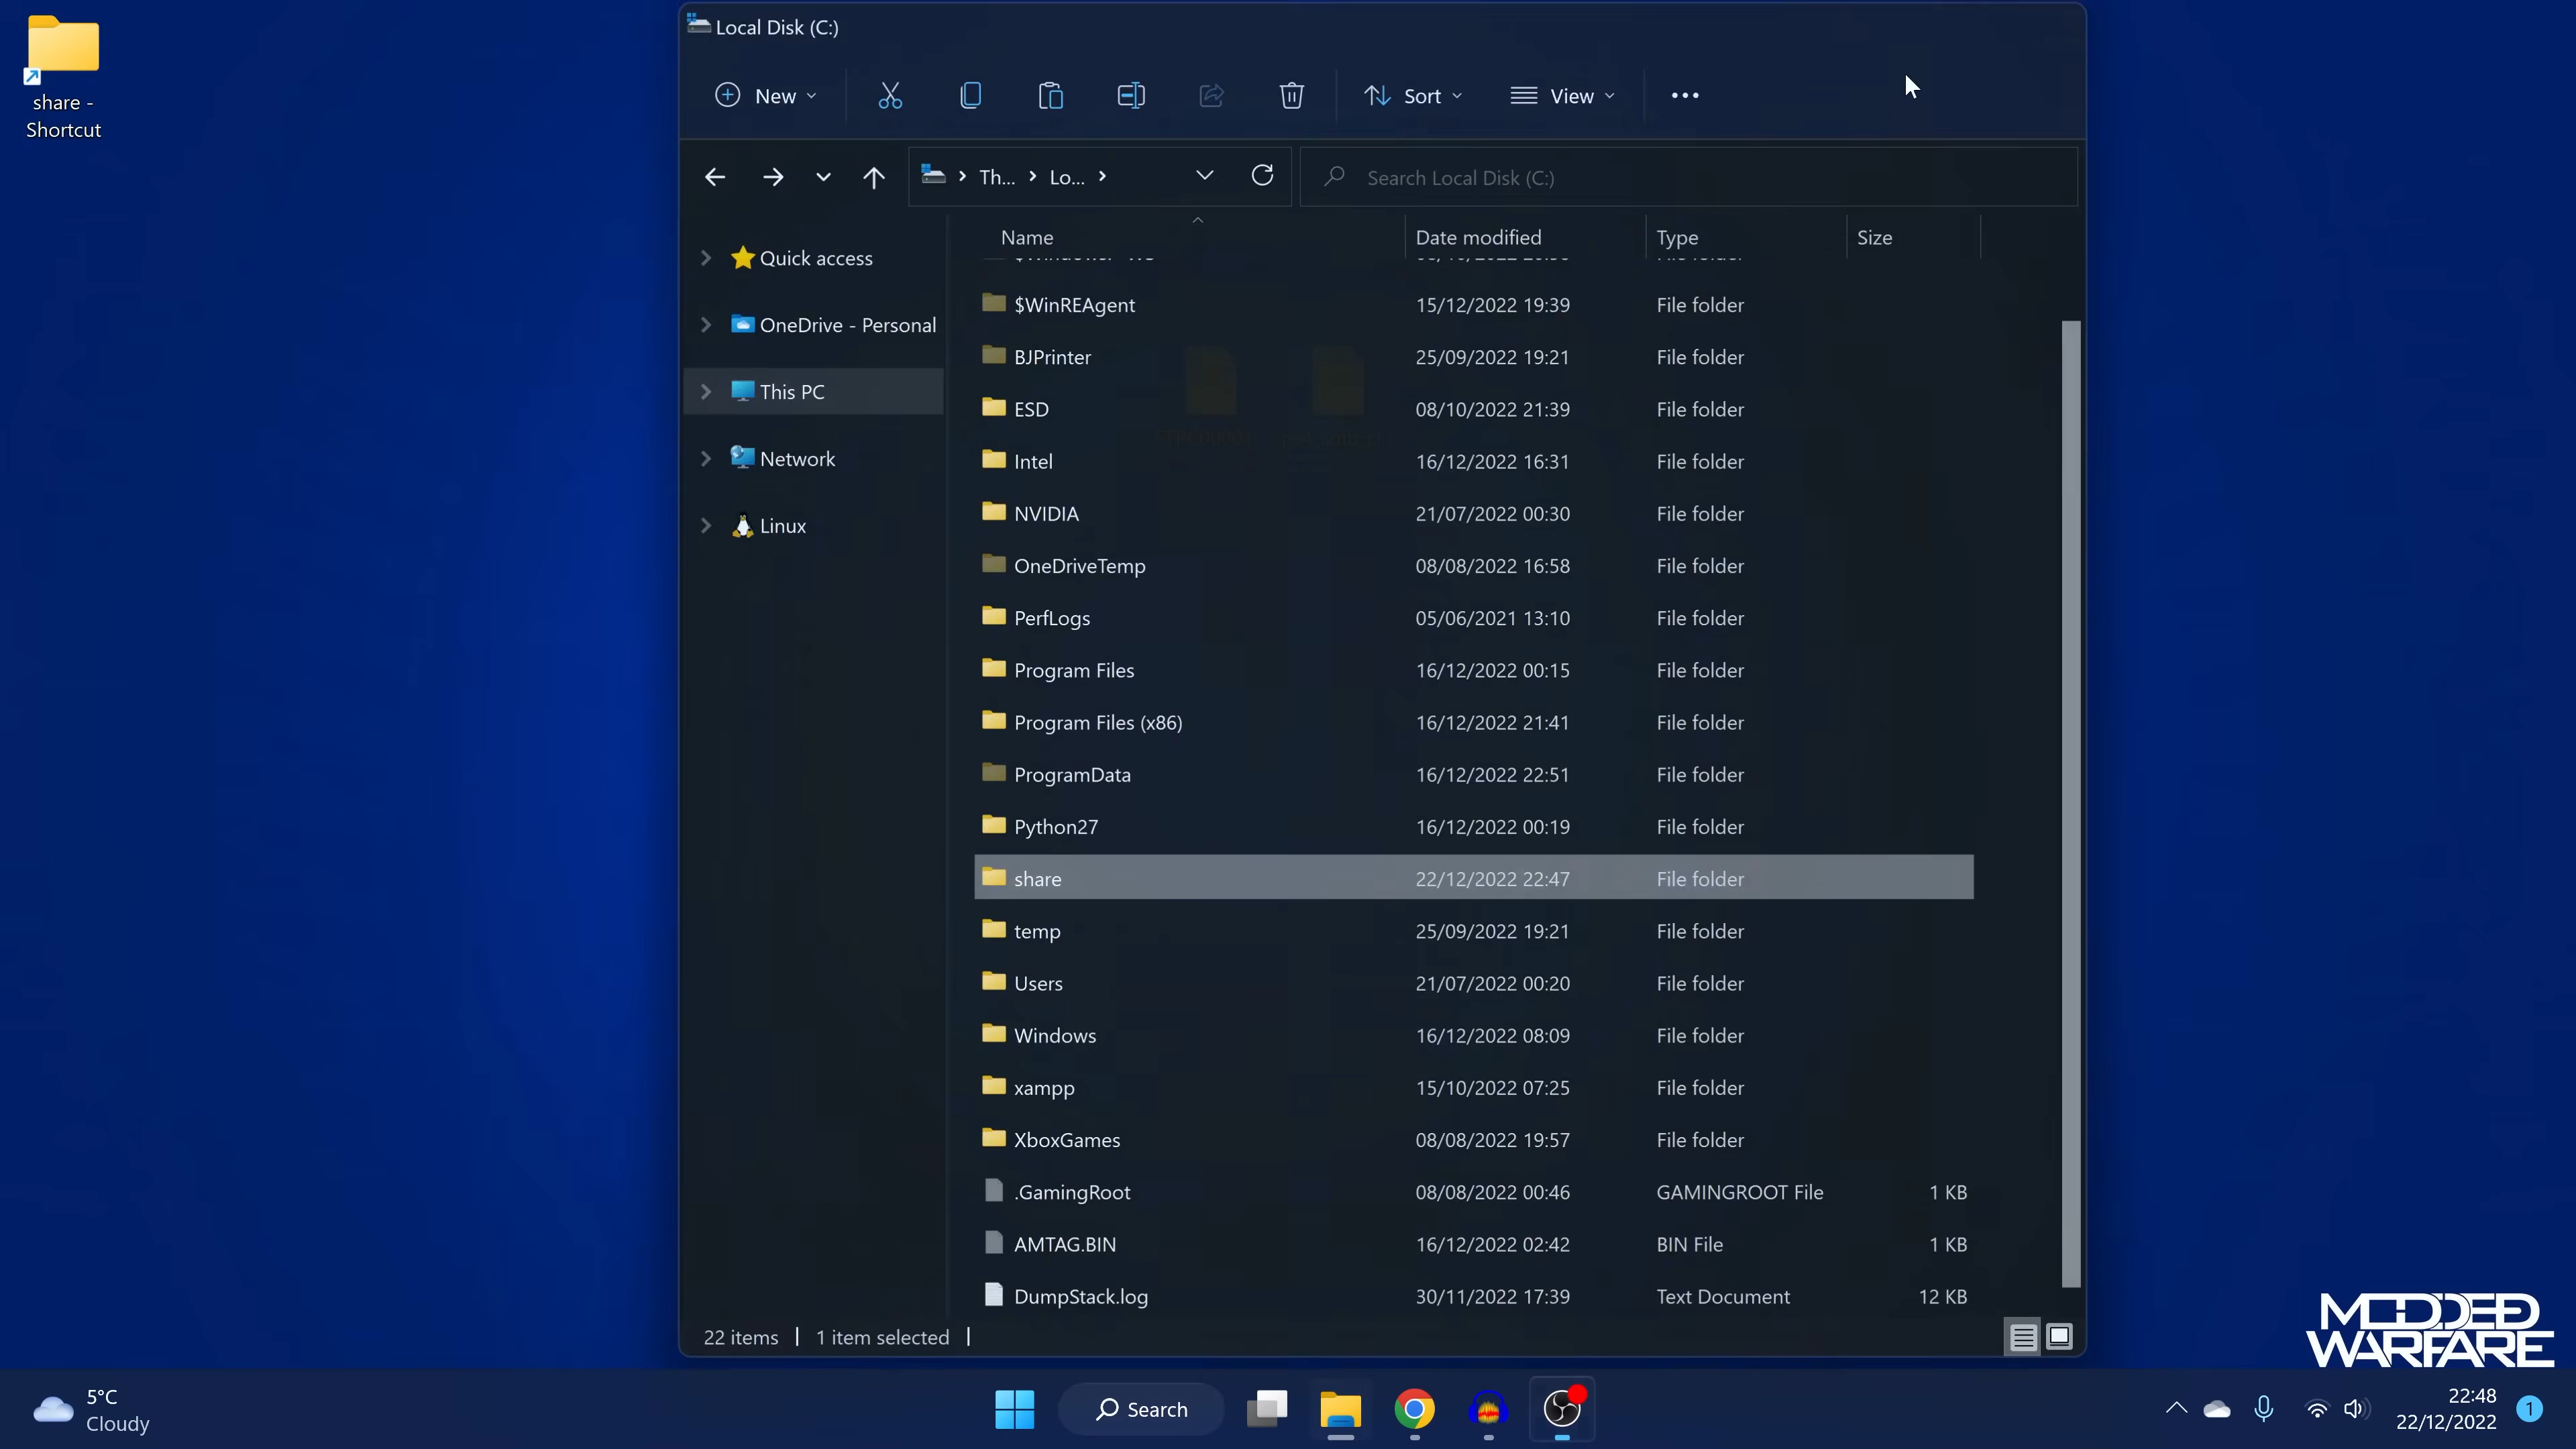 share -
Shortcut
Local Disk (C:)
New
Sort
View
Th...
Lo...
Search Local Disk (C:)
Quick access
OneDrive - Personal
This PC
Network
Linux
Name Date modified Type Size
$WinREAgent 15/12/2022 19:39 File folder
BJPrinter 25/09/2022 19:21 File folder
ESD 08/10/2022 21:39 File folder
Intel 16/12/2022 16:31 File folder
NVIDIA 21/07/2022 00:30 File folder
OneDriveTemp 08/08/2022 16:58 File folder
PerfLogs 05/06/2021 13:10 File folder
Program Files 16/12/2022 00:15 File folder
Program Files (x86) 16/12/2022 21:41 File folder
ProgramData 16/12/2022 22:51 File folder
Python27 16/12/2022 00:19 File folder
share 22/12/2022 22:47 File folder
temp 25/09/2022 19:21 File folder
Users 21/07/2022 00:20 File folder
Windows 16/12/2022 08:09 File folder
xampp 15/10/2022 07:25 File folder
XboxGames 08/08/2022 19:57 File folder
.GamingRoot 08/08/2022 00:46 GAMINGROOT File 1 KB
AMTAG.BIN 16/12/2022 02:42 BIN File 1 KB
DumpStack.log 30/11/2022 17:39 Text Document 12 KB
22 items 1 item selected
MODDED
WARFARE
5°C
Cloudy
Search
22:48
22/12/2022
1